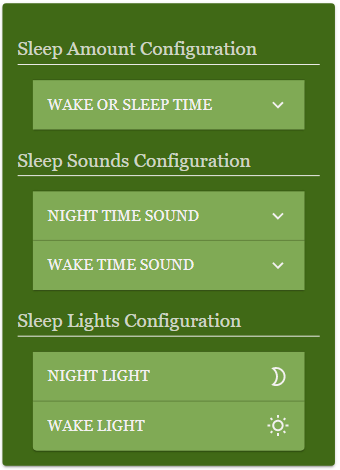 Sleep Amount Configuration
WAKE OR SLEEP TIME
Sleep Sounds Configuration
NIGHT TIME SOUND
WAKE TIME SOUND
Sleep Lights Configuration
NIGHT LIGHT
WAKE LIGHT